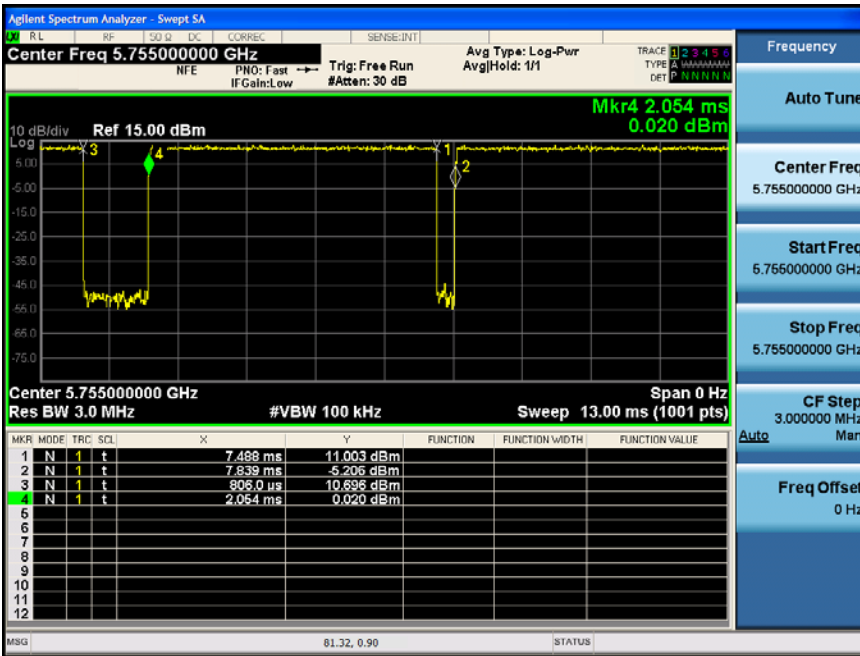 Agilent Spectrum Analyzer - Swept SA
RL RF 50 Ω DC CORREC SENSE:INT
Center Freq 5.755000000 GHz
NFE PNO: Fast Trig: Free Run Avg Type: Log-Pwr TRACE 1 2 3 4 5 6
IFGain:Low #Atten: 30 dB Avg|Hold: 1/1 TYPE A
DET P N N N N N
Mkr4 2.054 ms
0.020 dBm
10 dB/div Ref 15.00 dBm
Log
5.00
-5.00
-15.0
-25.0
-35.0
-45.0
-55.0
-65.0
-75.0
3 4 1 2
Center 5.755000000 GHz Span 0 Hz
Res BW 3.0 MHz #VBW 100 kHz Sweep 13.00 ms (1001 pts)
MKR MODE TRC SCL X Y FUNCTION FUNCTION WIDTH FUNCTION VALUE
1 N 1 t 7.488 ms 11.003 dBm
2 N 1 t 7.839 ms -5.206 dBm
3 N 1 t 806.0 µs 10.696 dBm
4 N 1 t 2.054 ms 0.020 dBm
5
6
7
8
9
10
11
12
MSG 81.32, 0.90 STATUS
Frequency
Auto Tune
Center Freq
5.755000000 GHz
Start Freq
5.755000000 GHz
Stop Freq
5.755000000 GHz
CF Step
3.000000 MHz
Auto Man
Freq Offset
0 Hz